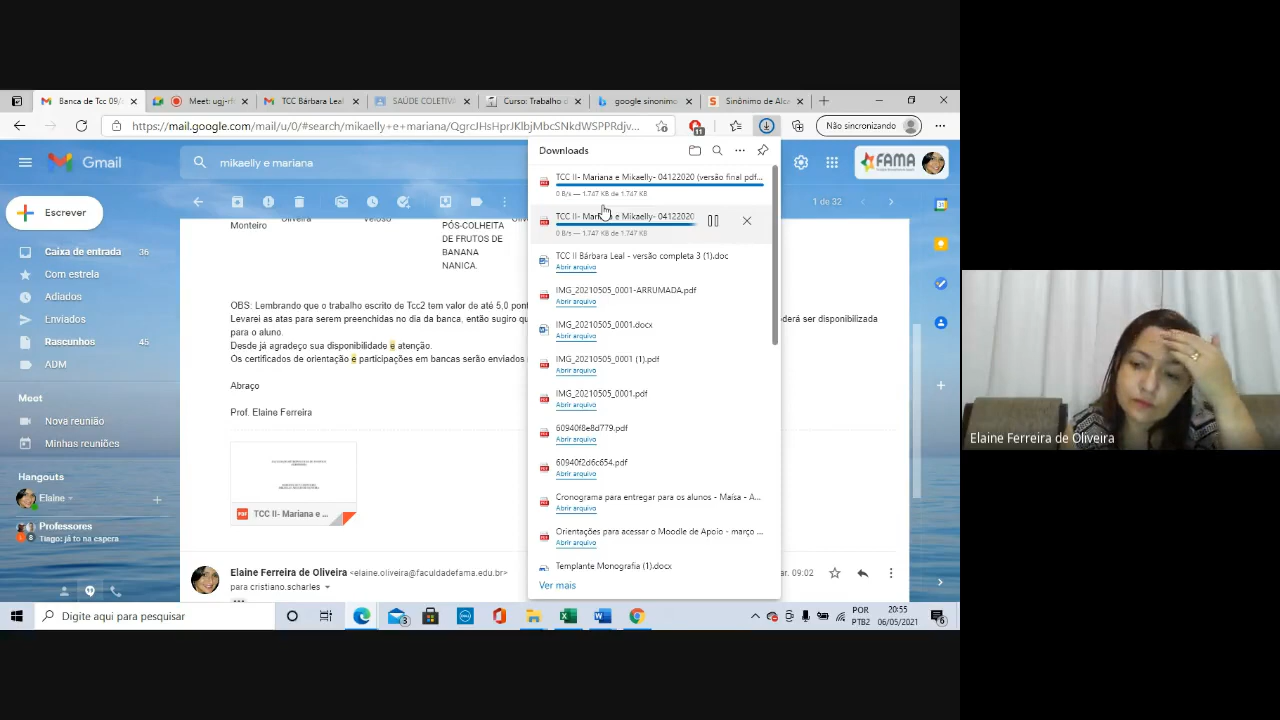 Banca de Tcc 09/
Meet: ugj-rf
TCC Bárbara Leal
SAÚDE COLETIVA
Curso: Trabalho d
google sinonimo
Sinônimo de Alca
https://mail.google.com/mail/u/0/#search/mikaelly+e+mariana/QgrcJHsHprJKlbjMbcSNkdWSPPRdjv...
11
Não sincronizando
Gmail
mikaelly e mariana
FAMA
Escrever
1 de 32
Caixa de entrada 36
Com estrela
Adiados
Enviados
Rascunhos 45
ADM
Meet
Nova reunião
Minhas reuniões
Hangouts
Elaine
Professores
Tiago: já to na espera
8
Monteiro
PÓS-COLHEITA
DE FRUTOS DE
BANANA
NANICA.
OBS: Lembrando que o trabalho escrito de Tcc2 tem valor de até 5,0 pont
Levarei as atas para serem preenchidas no dia da banca, então sugiro qu
derá ser disponibilizada
para o aluno.
Desde já agradeço sua disponibilidade e atenção.
Os certificados de orientação e participações em bancas serão enviados
Abraço
Prof. Elaine Ferreira
TCC II- Mariana e ...
Elaine Ferreira de Oliveira <elaine.oliveira@faculdadefama.edu.br>
ar. 09:02
para cristiano.scharles
Downloads
TCC II- Mariana e Mikaelly- 04122020 (versão final pdf...
0 B/s — 1.747 KB de 1.747 KB
TCC II- Mariana e Mikaelly- 04122020
0 B/s — 1.747 KB de 1.747 KB
TCC II Bárbara Leal - versão completa 3 (1).doc
Abrir arquivo
IMG_20210505_0001-ARRUMADA.pdf
Abrir arquivo
IMG_20210505_0001.docx
Abrir arquivo
IMG_20210505_0001 (1).pdf
Abrir arquivo
IMG_20210505_0001.pdf
Abrir arquivo
60940f8e8d779.pdf
Abrir arquivo
60940f2d6c654.pdf
Abrir arquivo
Cronograma para entregar para os alunos - Maísa - A...
Abrir arquivo
Orientações para acessar o Moodle de Apoio - março ...
Abrir arquivo
Templante Monografia (1).docx
Ver mais
Digite aqui para pesquisar
3
POR
PTB2
20:55
06/05/2021
6
Elaine Ferreira de Oliveira